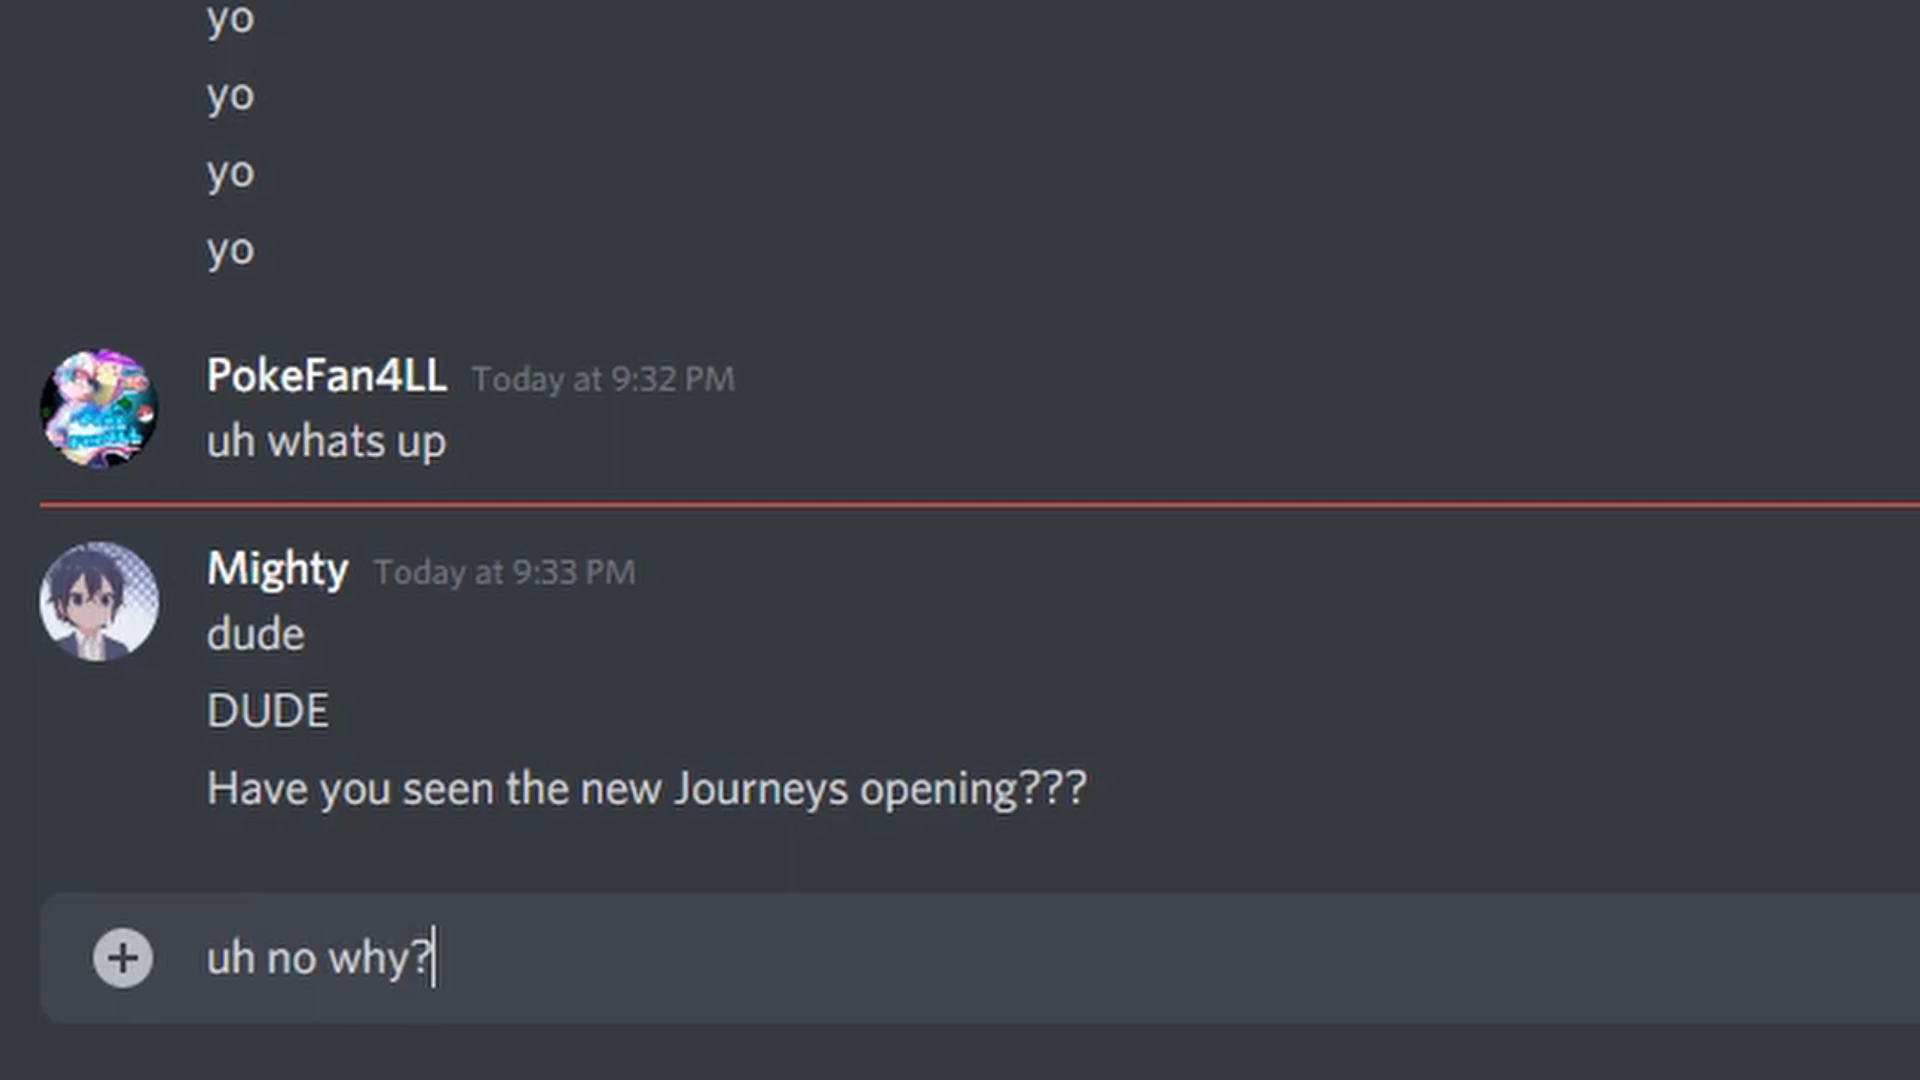 yo
yo
yo
yo
PokeFan4LL Today at 9:32 PM
uh whats up
Mighty Today at 9:33 PM
dude
DUDE
Have you seen the new Journeys opening???
uh no why?